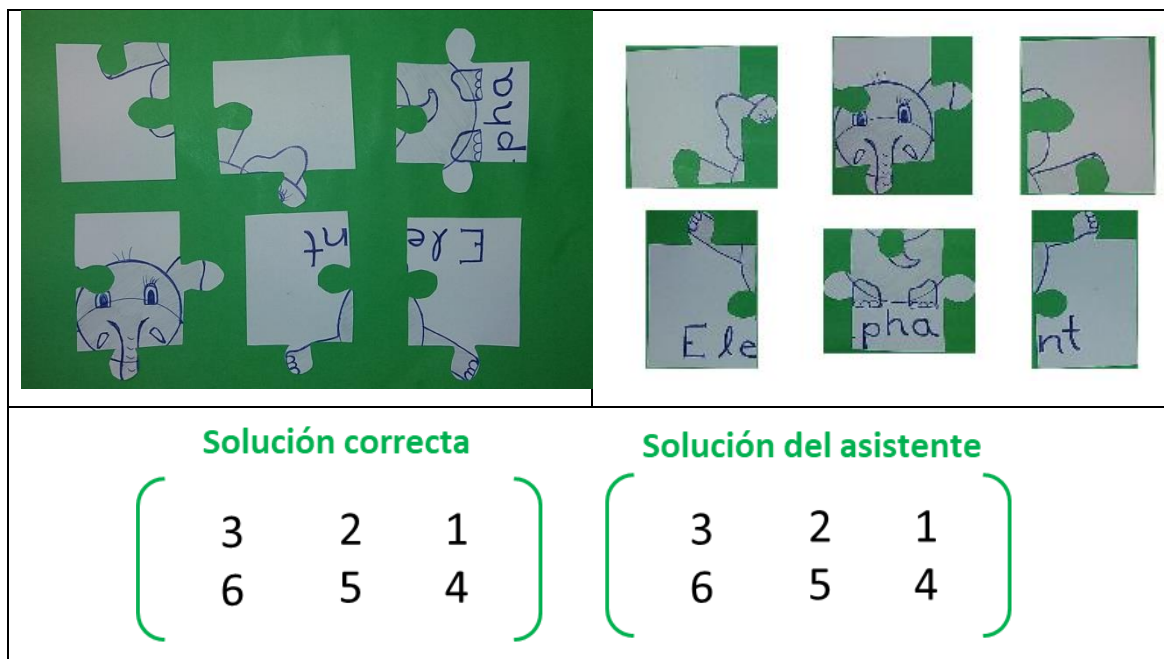 .pha
nt
Ele
Ele
.pha
nt
Solución correcta
Solución del asistente
3 2 1
6 5 4
3 2 1
6 5 4